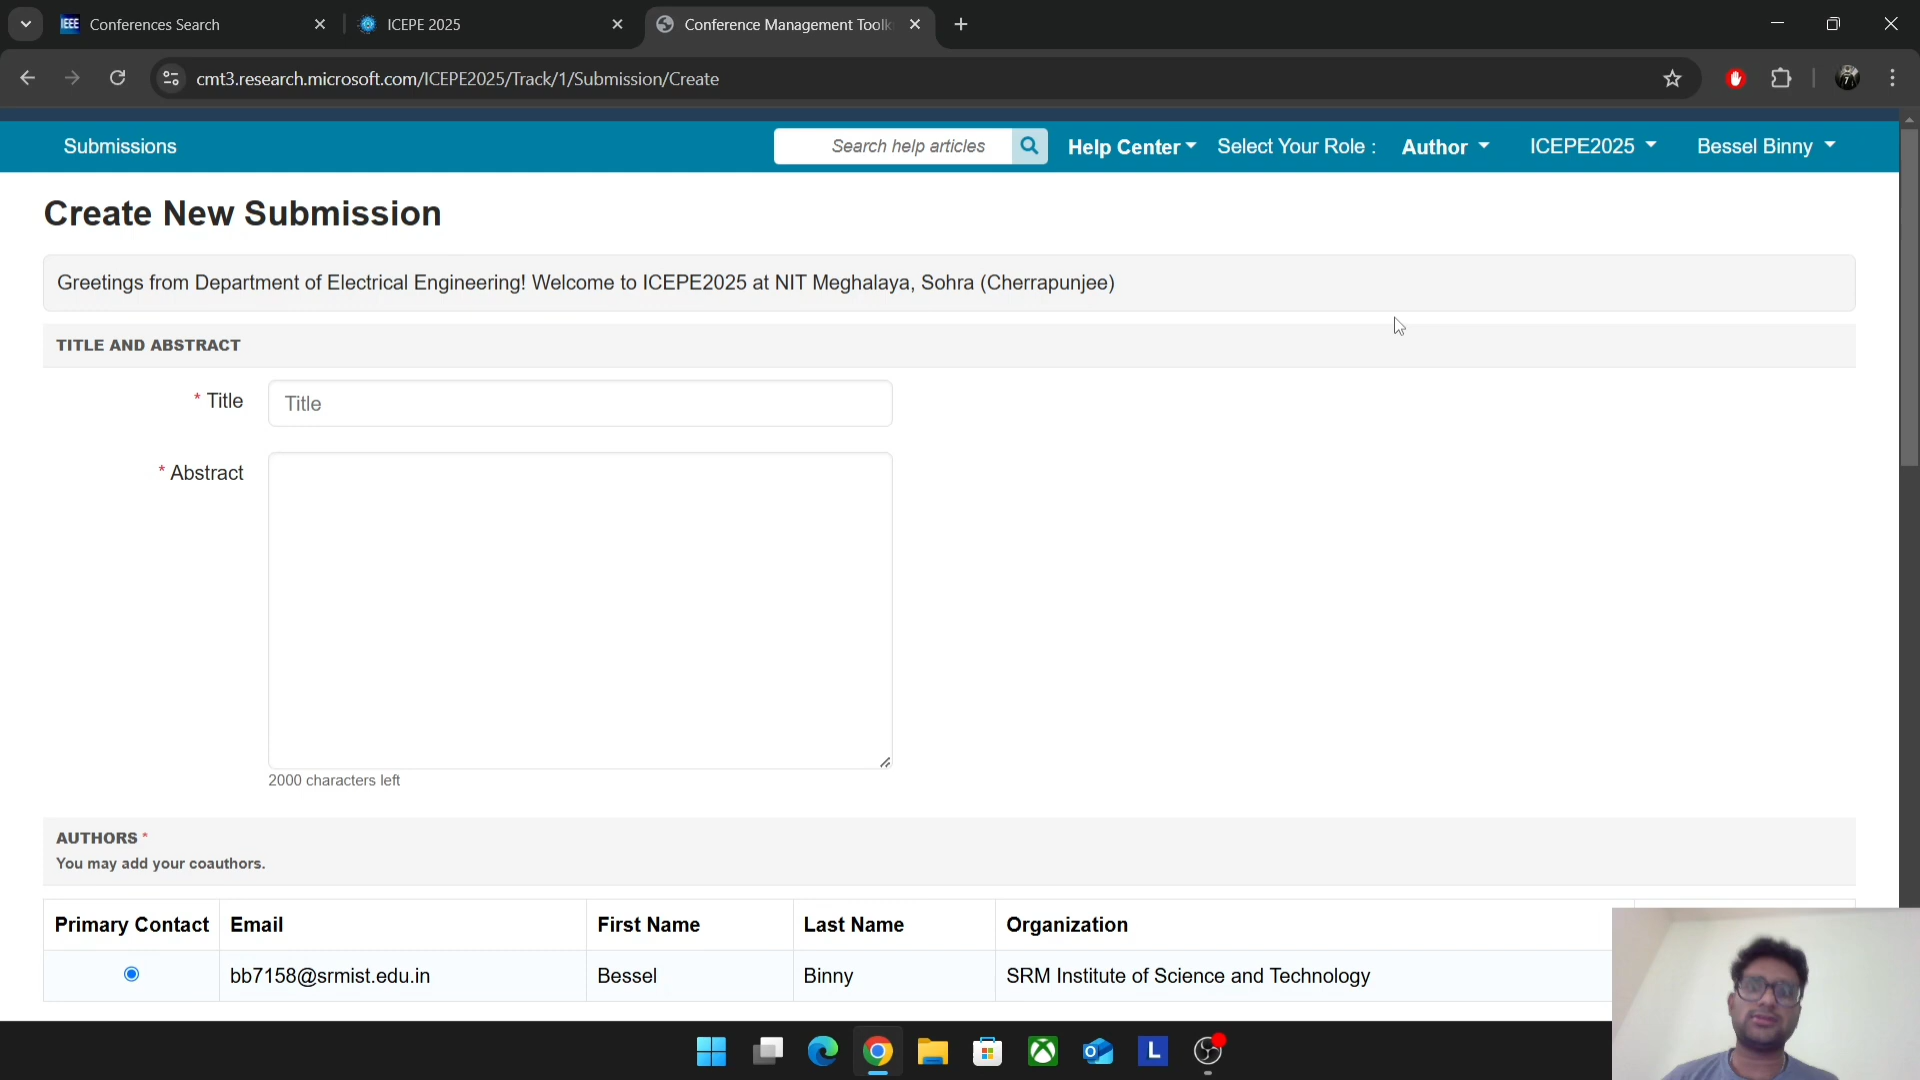 Conferences Search
ICEPE 2025
Conference Management Toolk
cmt3.research.microsoft.com/ICEPE2025/Track/1/Submission/Create
Submissions
Search help articles
Help Center
Select Your Role :
Author
ICEPE2025
Bessel Binny
Create New Submission
Greetings from Department of Electrical Engineering! Welcome to ICEPE2025 at NIT Meghalaya, Sohra (Cherrapunjee)
TITLE AND ABSTRACT
* Title
Title
* Abstract
2000 characters left
AUTHORS *
You may add your coauthors.
Primary Contact Email First Name Last Name Organization
bb7158@srmist.edu.in Bessel Binny SRM Institute of Science and Technology